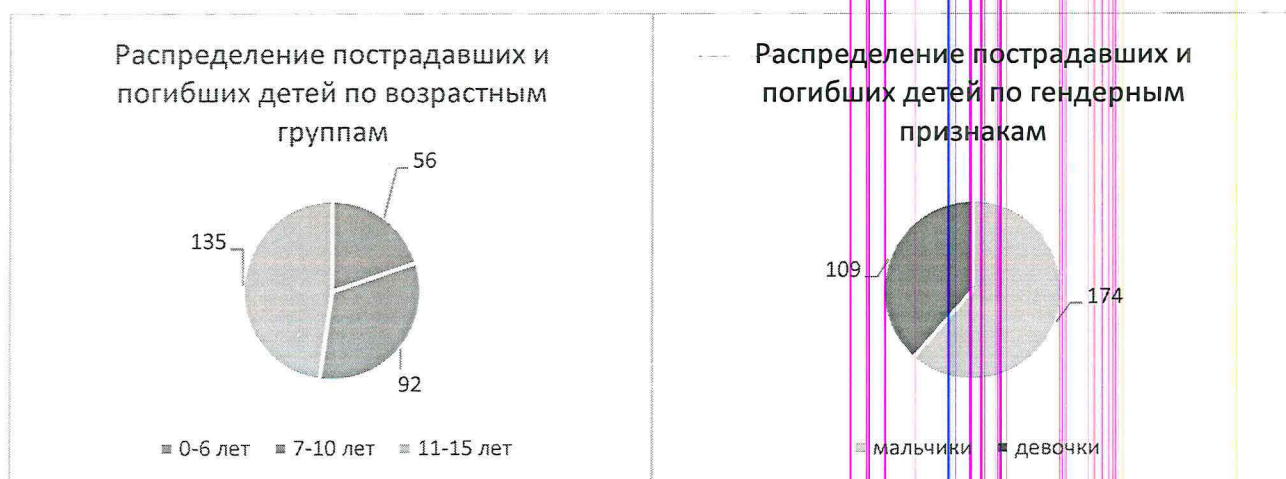 Распределение пострадавших и
погибших детей по возрастным
группам
56
135
92
0-6 лет 7-10 лет 11-15 лет
Распределение пострадавших и
погибших детей по гендерным
признакам
109
174
мальчики девочки